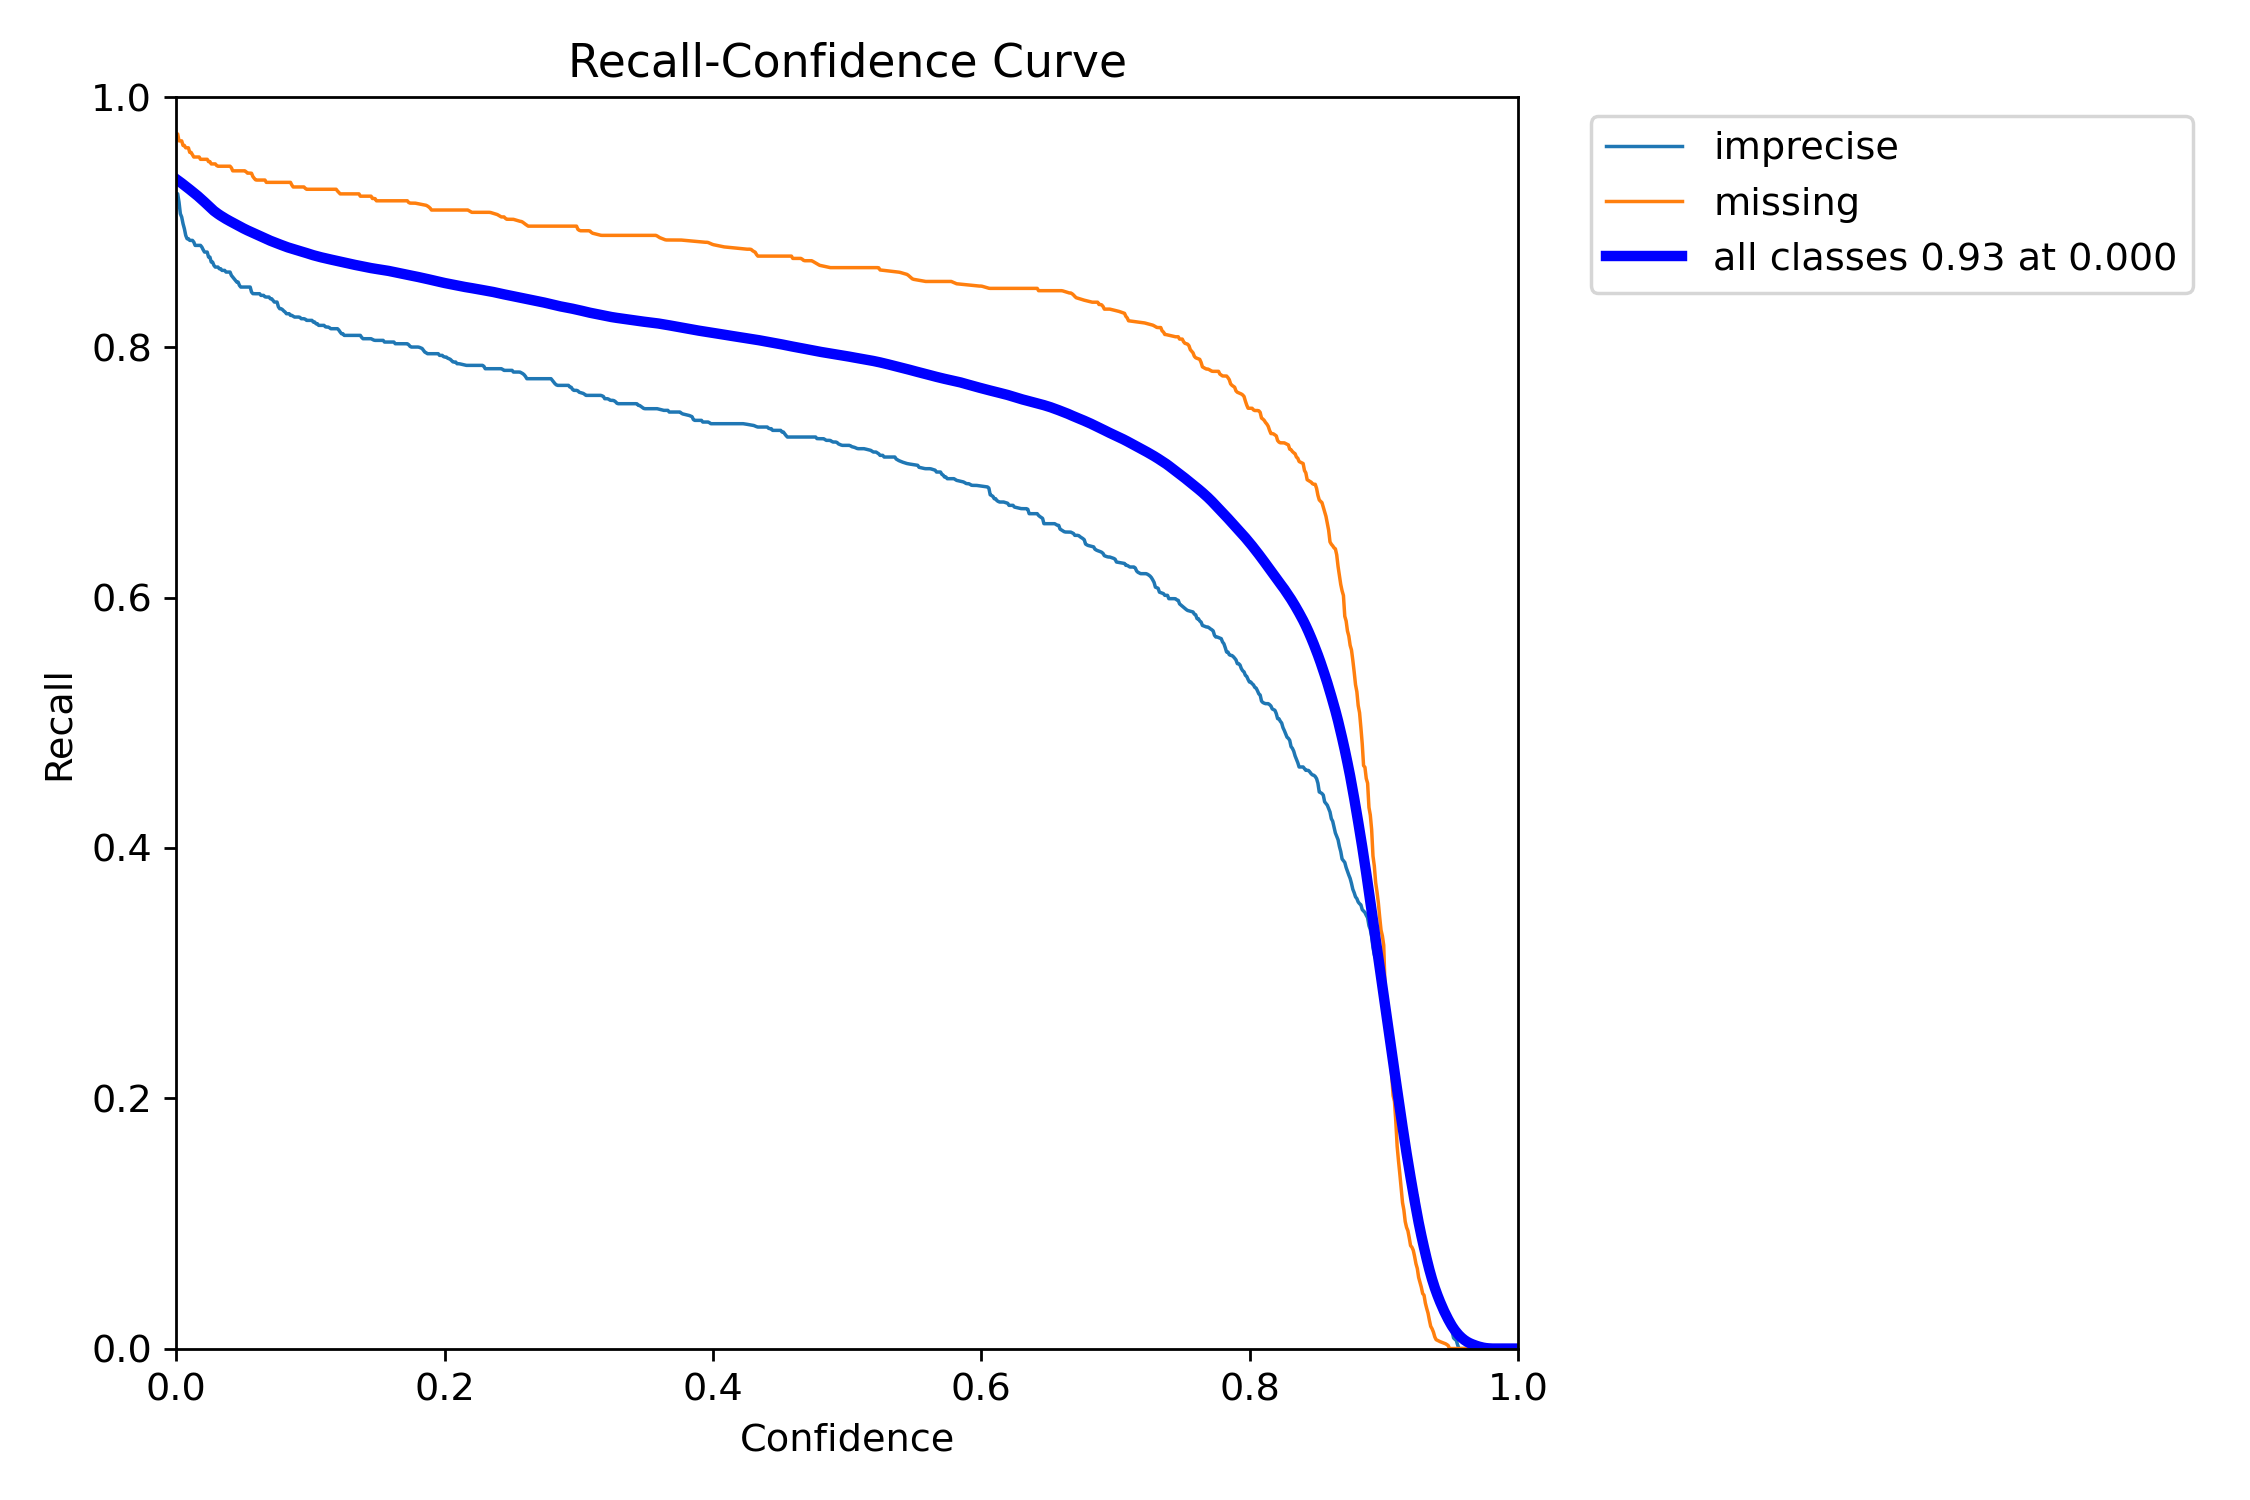 Recall-Confidence Curve
1.0
0.8
0.6
0.4
0.2
0.0
Recall
0.0 0.2 0.4 0.6 0.8 1.0
Confidence
imprecise
missing
all classes 0.93 at 0.000